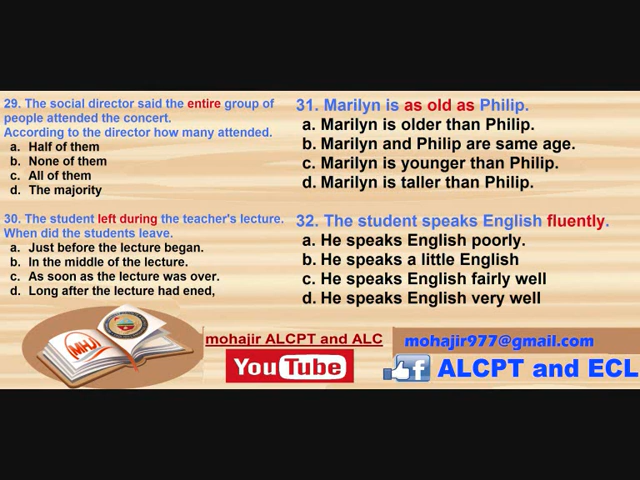 29. The social director said the entire group of
people attended the concert.
According to the director how many attended.
a. Half of them
b. None of them
c. All of them
d. The majority
30. The student left during the teacher's lecture.
When did the students leave.
a. Just before the lecture began.
b. In the middle of the lecture.
c. As soon as the lecture was over.
d. Long after the lecture had ened,
31. Marilyn is as old as Philip.
a. Marilyn is older than Philip.
b. Marilyn and Philip are same age.
c. Marilyn is younger than Philip.
d. Marilyn is taller than Philip.
32. The student speaks English fluently.
a. He speaks English poorly.
b. He speaks a little English
c. He speaks English fairly well
d. He speaks English very well
MHJ
mohajir ALCPT and ALC
YouTube
mohajir977@gmail.com
f ALCPT and ECL